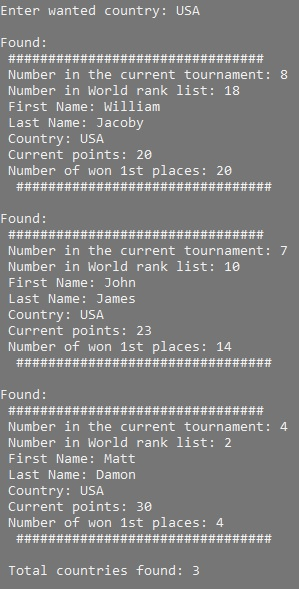 Enter wanted country: USA
Found:
################################
Number in the current tournament: 8
Number in World rank list: 18
First Name: William
Last Name: Jacoby
Country: USA
Current points: 20
Number of won 1st places: 20
################################
Found:
################################
Number in the current tournament: 7
Number in World rank list: 10
First Name: John
Last Name: James
Country: USA
Current points: 23
Number of won 1st places: 14
################################
Found:
################################
Number in the current tournament: 4
Number in World rank list: 2
First Name: Matt
Last Name: Damon
Country: USA
Current points: 30
Number of won 1st places: 4
################################
Total countries found: 3